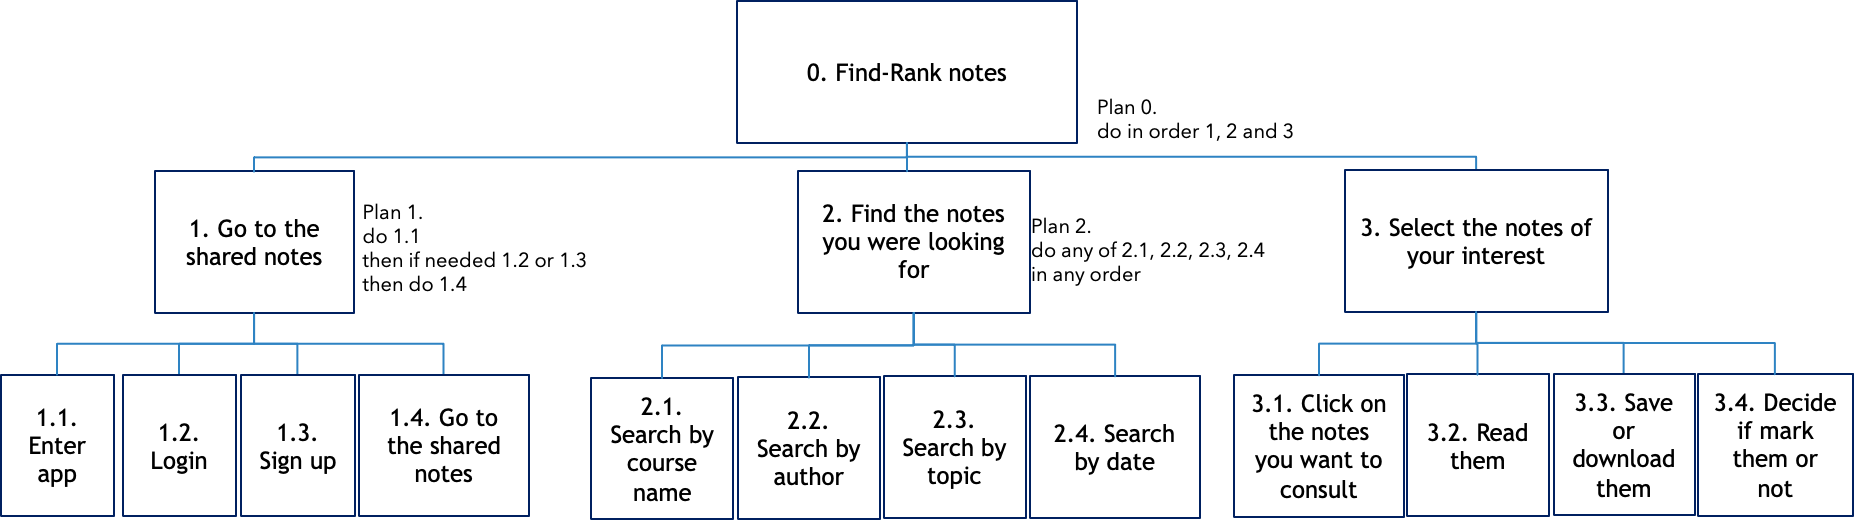 0. Find-Rank notes
Plan 0.
do in order 1, 2 and 3
1. Go to the
shared notes
Plan 1.
do 1.1
then if needed 1.2 or 1.3
then do 1.4
2. Find the notes
you were looking
for
Plan 2.
do any of 2.1, 2.2, 2.3, 2.4
in any order
3. Select the notes of
your interest
1.1.
Enter
app
1.2.
Login
1.3.
Sign up
1.4. Go to
the shared
notes
2.1.
Search by
course
name
2.2.
Search by
author
2.3.
Search by
topic
2.4. Search
by date
3.1. Click on
the notes
you want to
consult
3.2. Read
them
3.3. Save
or
download
them
3.4. Decide
if mark
them or
not